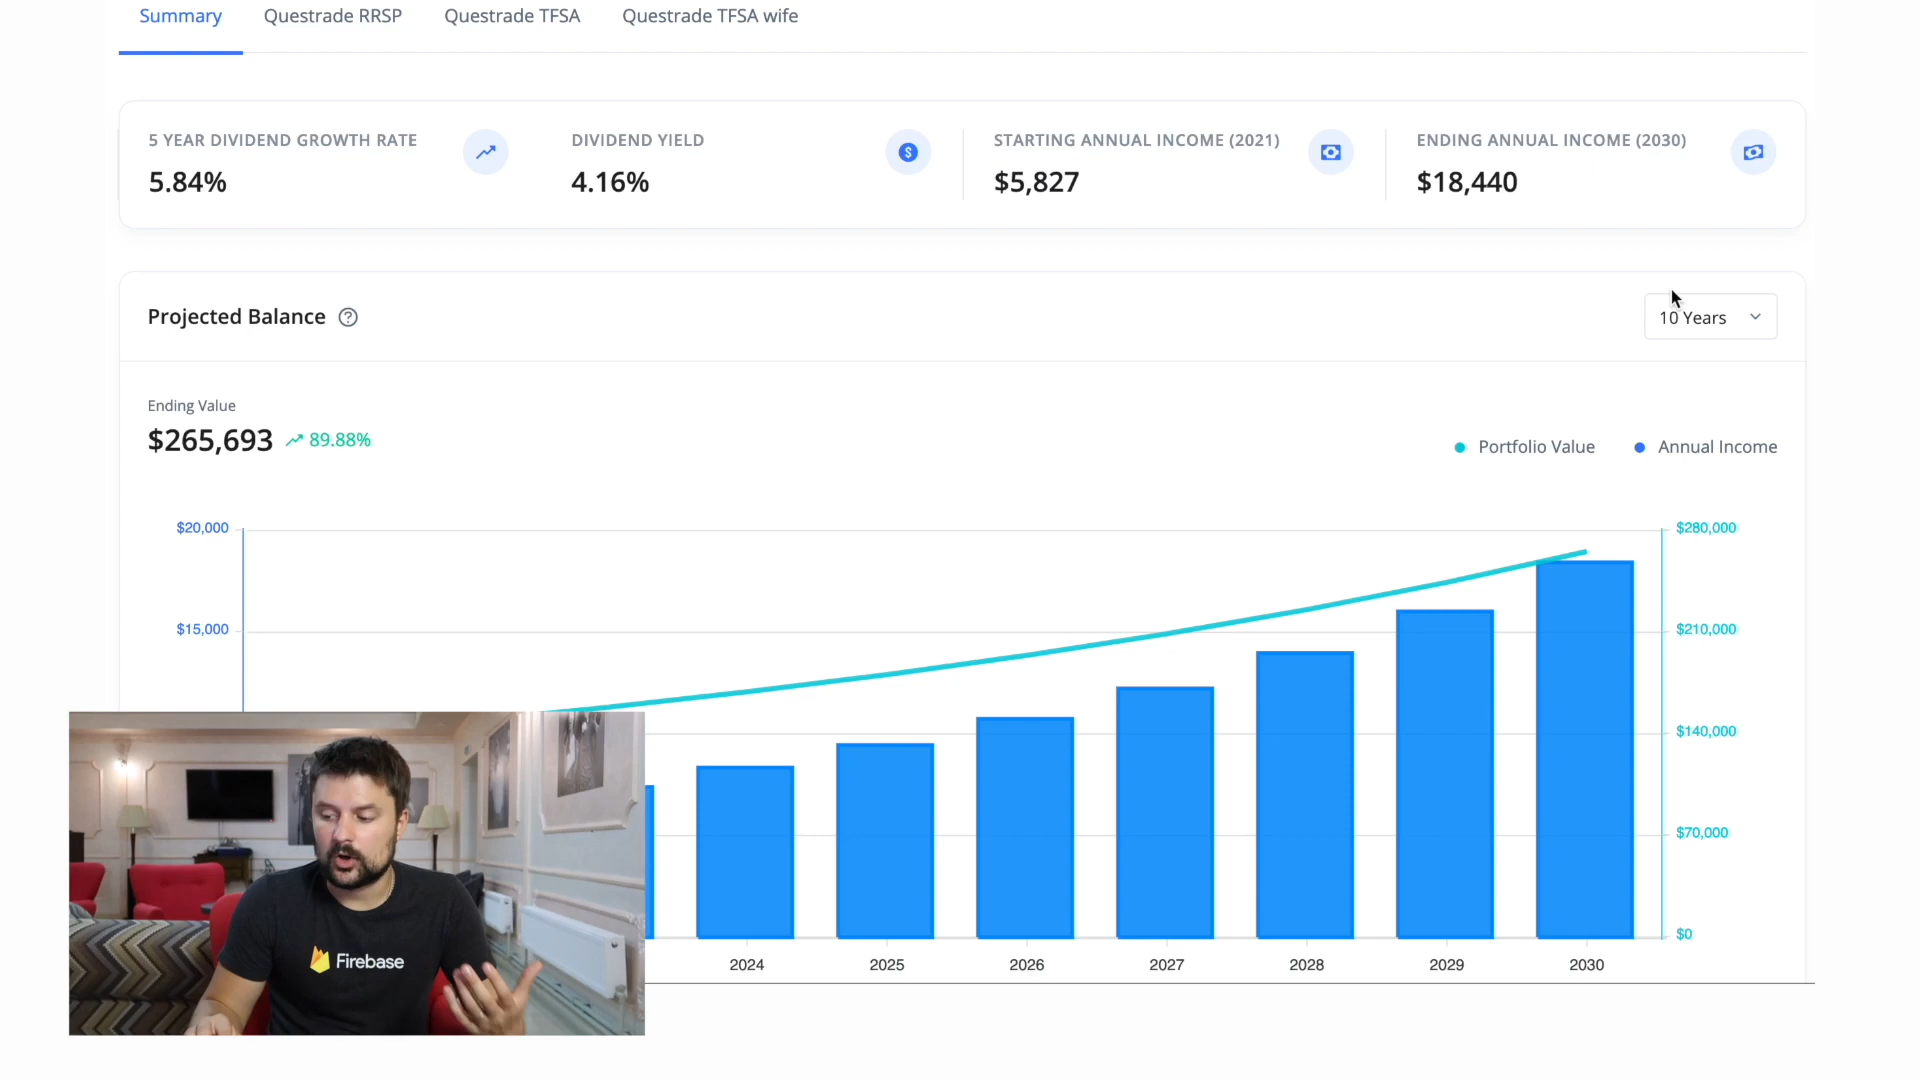 Summary Questrade RRSP Questrade TFSA Questrade TFSA wife
5 YEAR DIVIDEND GROWTH RATE
5.84%
DIVIDEND YIELD
4.16%
STARTING ANNUAL INCOME (2021)
$5,827
ENDING ANNUAL INCOME (2030)
$18,440
Projected Balance
10 Years
Ending Value
$265,693 89.88%
Portfolio Value Annual Income
$20,000
$15,000
$280,000
$210,000
$140,000
$70,000
$0
2024 2025 2026 2027 2028 2029 2030
Firebase